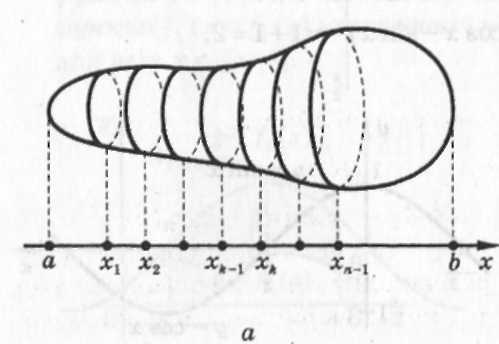 a x₁ x₂ xₖ₋₁ xₖ xₙ₋₁ b x
a